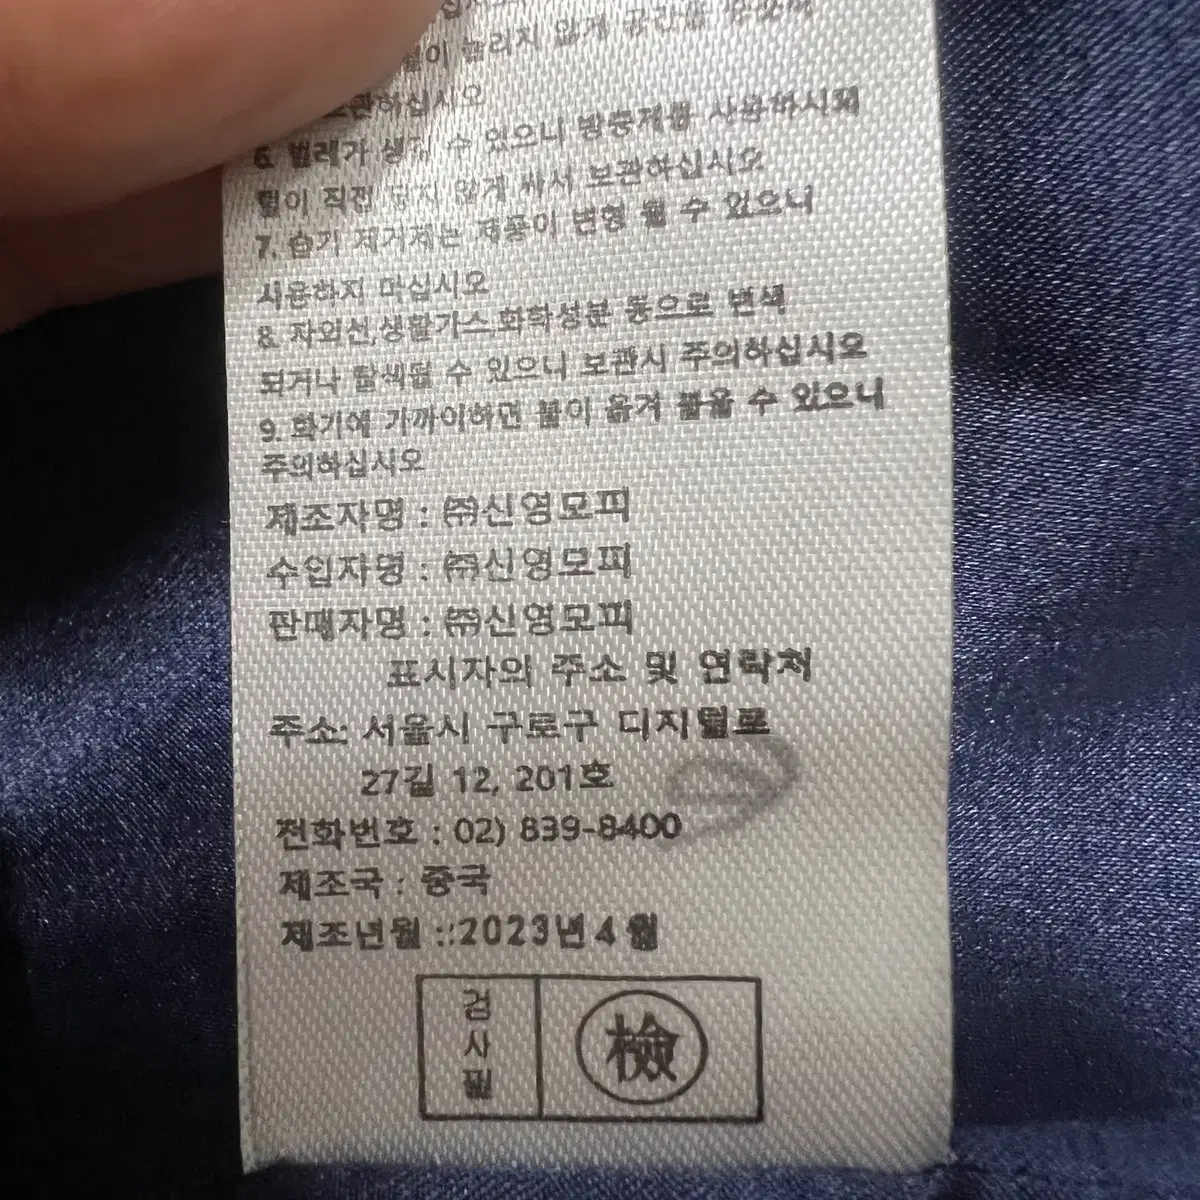 털이 눌리지 않게 공간을
보관하십시오
6. 벌레가 생길 수 있으니 방충제를 사용하시되
털이 직접 닿지 않게 싸서 보관하십시오
7. 습기 제거제는 제품이 변형 될 수 있으니
사용하지 마십시오
8. 자외선,생활가스,화학성분 등으로 변색
되거나 탈색될 수 있으니 보관시 주의하십시오
9. 화기에 가까이하면 불이 옮겨 붙을 수 있으니
주의하십시오
제조자명 : ㈜신영모피
수입자명 : ㈜신영모피
판매자명 : ㈜신영모피
표시자의 주소 및 연락처
주소: 서울시 구로구 디지털로
27길 12, 201호
전화번호 : 02) 839-8400
제조국 : 중국
제조년월 ::2023년 4월
검사필 檢